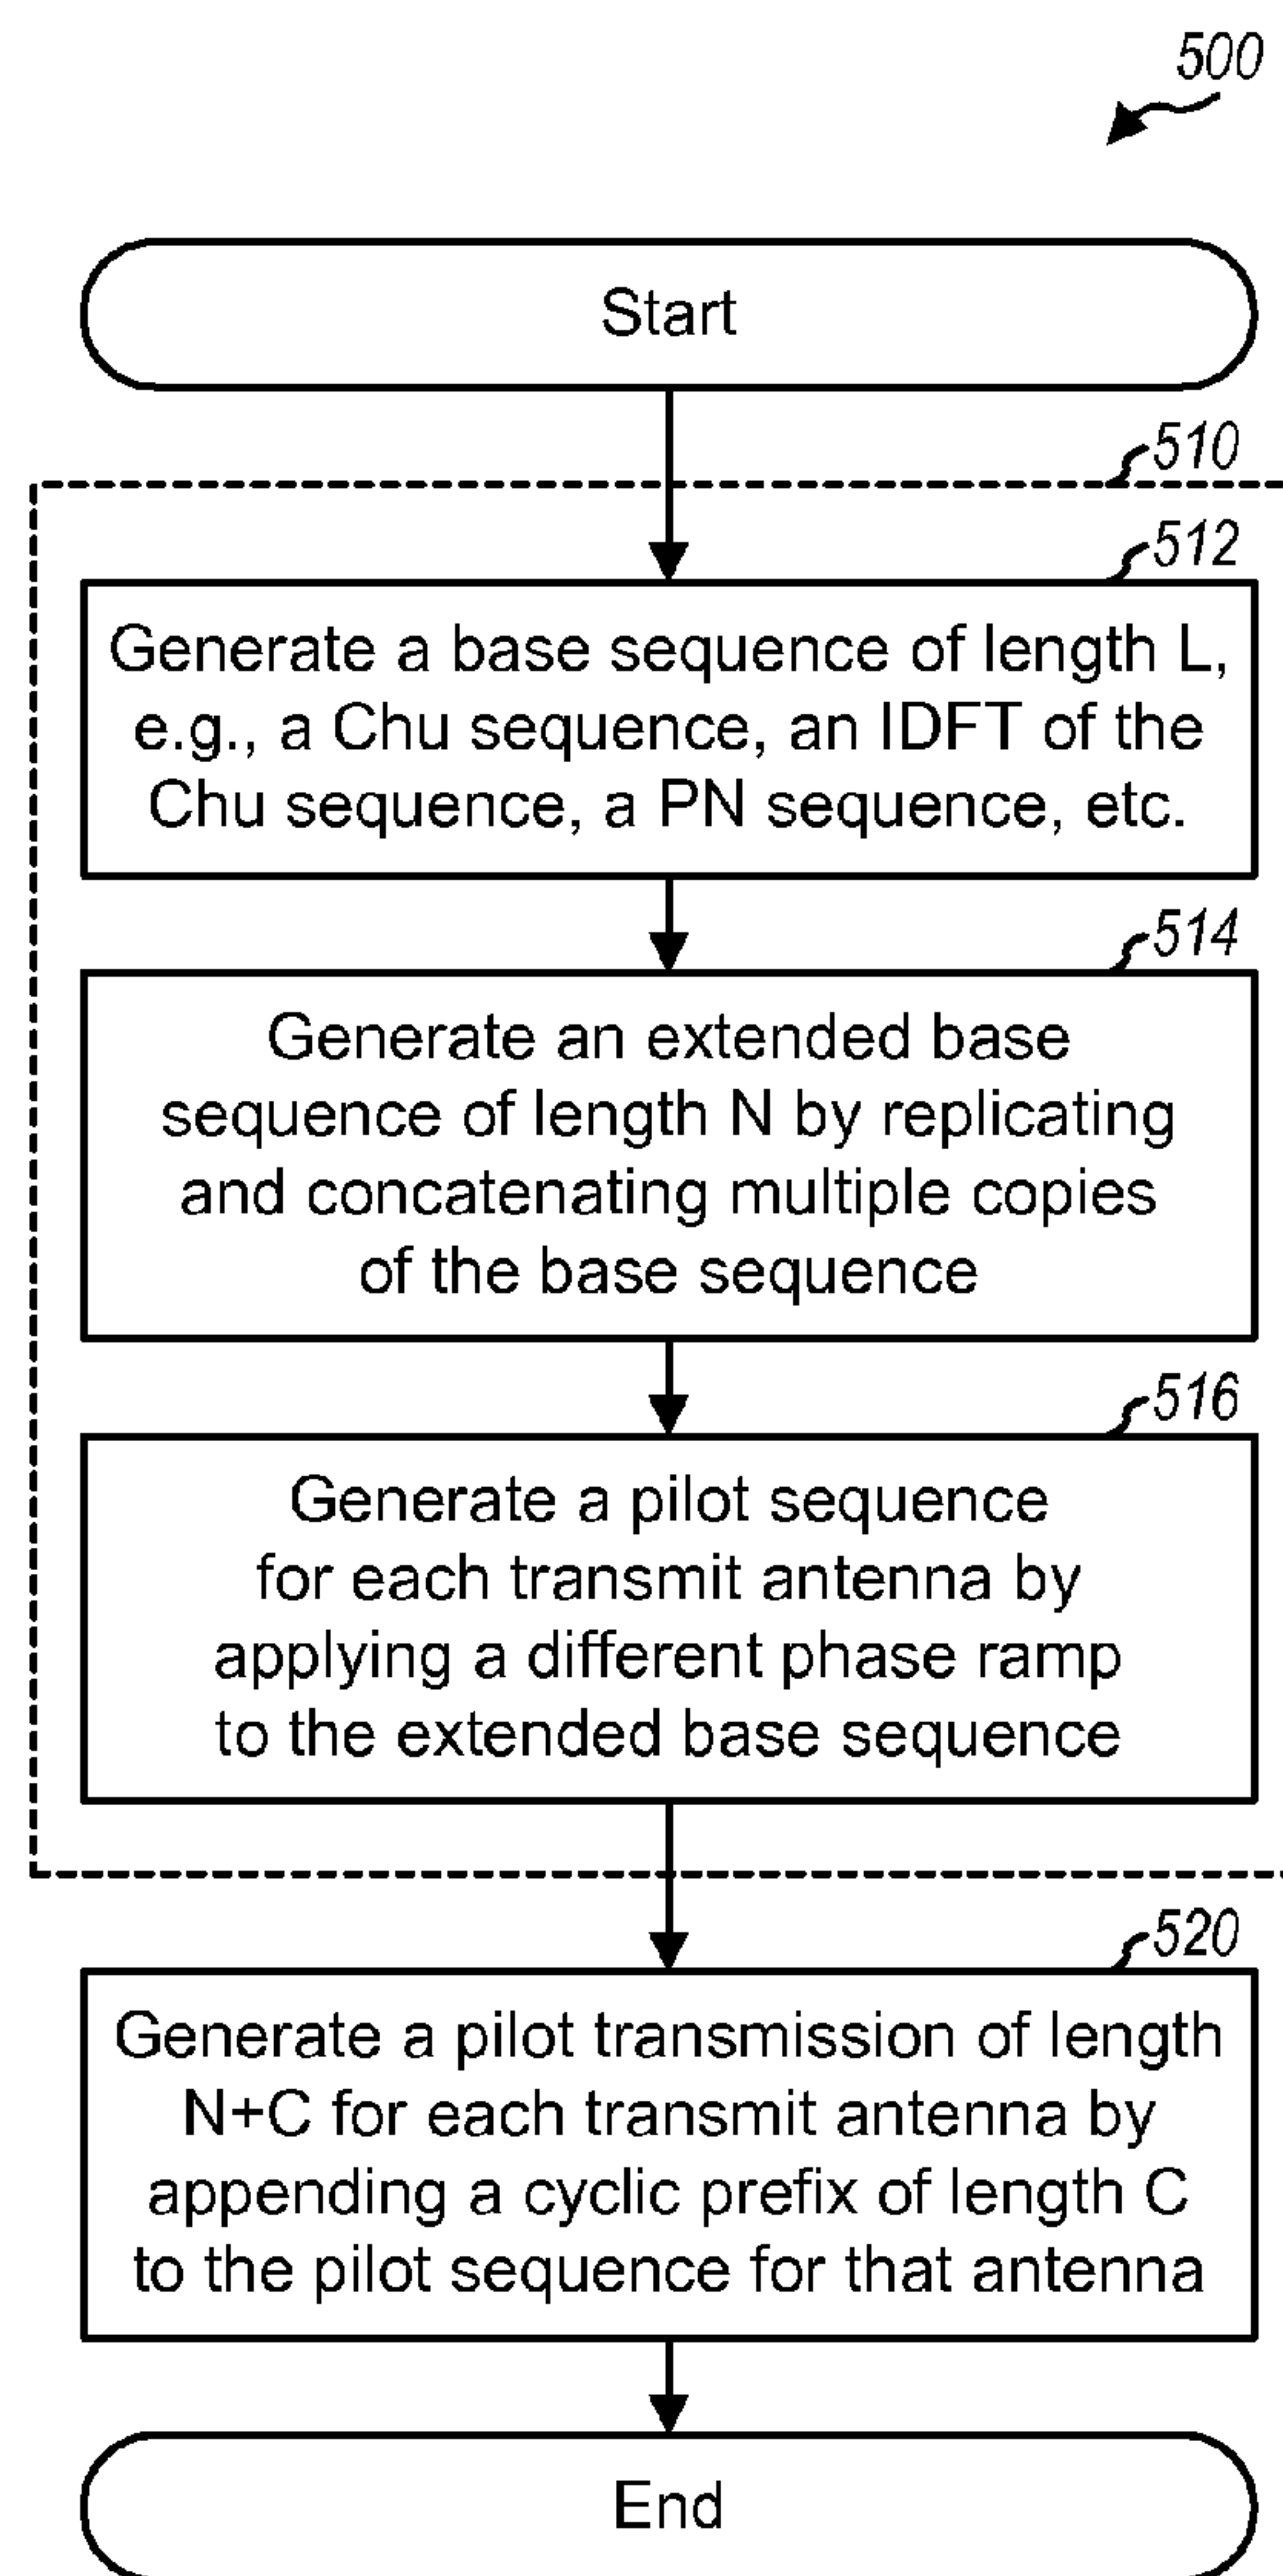 500
Start
510
512
Generate a base sequence of length L,
e.g., a Chu sequence, an IDFT of the
Chu sequence, a PN sequence, etc.
514
Generate an extended base
sequence of length N by replicating
and concatenating multiple copies
of the base sequence
516
Generate a pilot sequence
for each transmit antenna by
applying a different phase ramp
to the extended base sequence
520
Generate a pilot transmission of length
N+C for each transmit antenna by
appending a cyclic prefix of length C
to the pilot sequence for that antenna
End